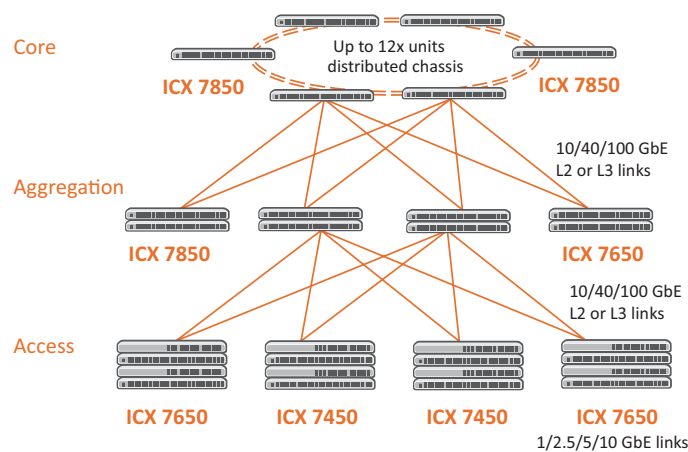 Core
Up to 12x units
distributed chassis
ICX 7850
ICX 7850
10/40/100 GbE
L2 or L3 links
Aggregation
ICX 7850
ICX 7650
10/40/100 GbE
L2 or L3 links
Access
ICX 7650
ICX 7450
ICX 7450
ICX 7650
1/2.5/5/10 GbE links